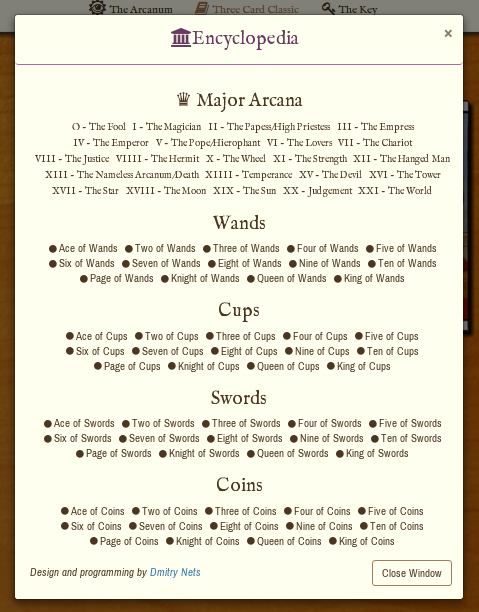 The Arcanum Three Card Classic The Key
Encyclopedia ×
♛ Major Arcana
O - The Fool I - The Magician II - The Papess/High Priestess III - The Empress
IV - The Emperor V - The Pope/Hierophant VI - The Lovers VII - The Chariot
VIII - The Justice VIIII - The Hermit X - The Wheel XI - The Strength XII - The Hanged Man
XIII - The Nameless Arcanum/Death XIIII - Temperance XV - The Devil XVI - The Tower
XVII - The Star XVIII - The Moon XIX - The Sun XX - Judgement XXI - The World
Wands
● Ace of Wands ● Two of Wands ● Three of Wands ● Four of Wands ● Five of Wands
● Six of Wands ● Seven of Wands ● Eight of Wands ● Nine of Wands ● Ten of Wands
● Page of Wands ● Knight of Wands ● Queen of Wands ● King of Wands
Cups
● Ace of Cups ● Two of Cups ● Three of Cups ● Four of Cups ● Five of Cups
● Six of Cups ● Seven of Cups ● Eight of Cups ● Nine of Cups ● Ten of Cups
● Page of Cups ● Knight of Cups ● Queen of Cups ● King of Cups
Swords
● Ace of Swords ● Two of Swords ● Three of Swords ● Four of Swords ● Five of Swords
● Six of Swords ● Seven of Swords ● Eight of Swords ● Nine of Swords ● Ten of Swords
● Page of Swords ● Knight of Swords ● Queen of Swords ● King of Swords
Coins
● Ace of Coins ● Two of Coins ● Three of Coins ● Four of Coins ● Five of Coins
● Six of Coins ● Seven of Coins ● Eight of Coins ● Nine of Coins ● Ten of Coins
● Page of Coins ● Knight of Coins ● Queen of Coins ● King of Coins
Design and programming by Dmitry Nets Close Window